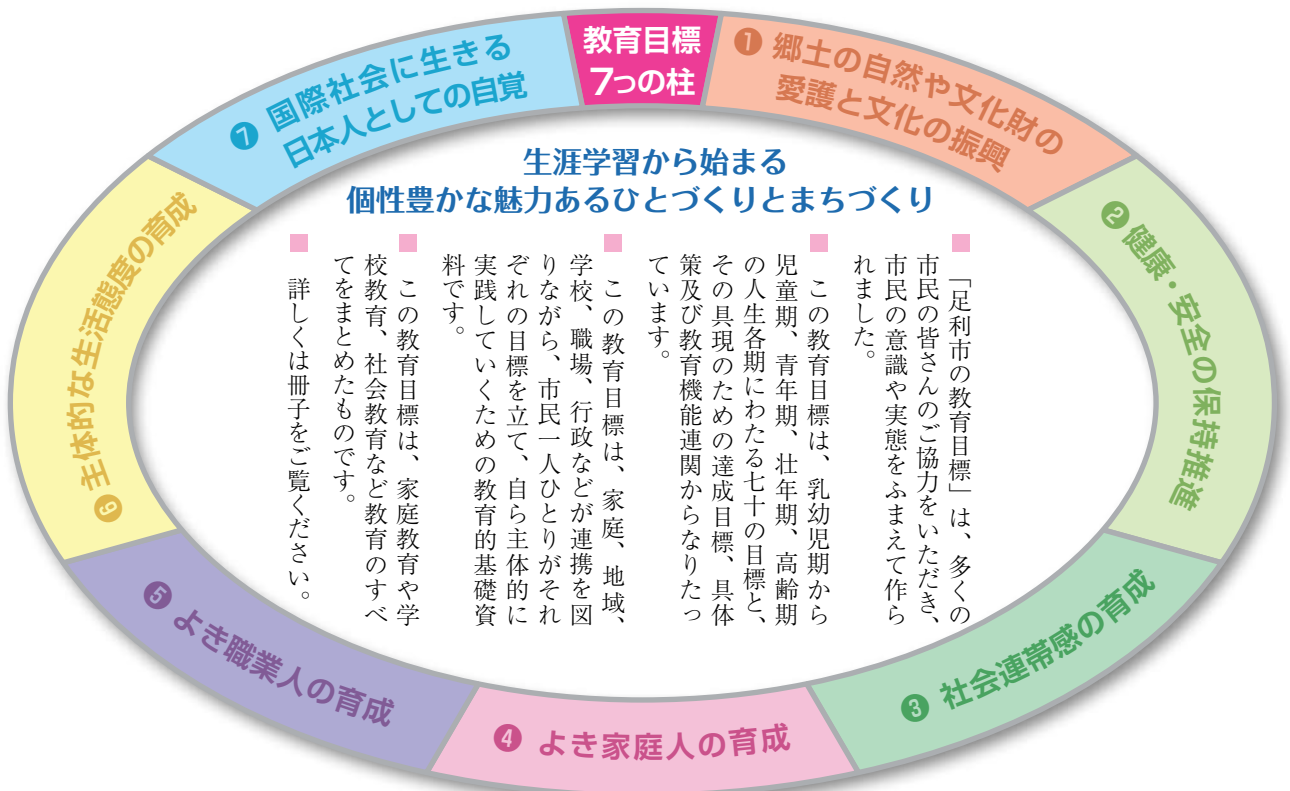 教育目標
7つの柱
❶ 郷土の自然や文化財の
愛護と文化の振興
❷ 健康・安全の保持推進
❸ 社会連帯感の育成
❹ よき家庭人の育成
❺ よき職業人の育成
❻ 主体的な生活態度の育成
❼ 国際社会に生きる
日本人としての自覚
生涯学習から始まる
個性豊かな魅力あるひとづくりとまちづくり
■ 「足利市の教育目標」は、多くの
市民の皆さんのご協力をいただき、
市民の意識や実態をふまえて作ら
れました。
■ この教育目標は、乳幼児期から
児童期、青年期、壮年期、高齢期
の人生各期にわたる七十の目標と、
その具現のための達成目標、具体
策及び教育機能連関からなりたっ
ています。
■ この教育目標は、家庭、地域、
学校、職場、行政などが連携を図
りながら、市民一人ひとりがそれ
ぞれの目標を立て、自ら主体的に
実践していくための教育的基礎資
料です。
■ この教育目標は、家庭教育や学
校教育、社会教育など教育のすべ
てをまとめたものです。
■ 詳しくは冊子をご覧ください。